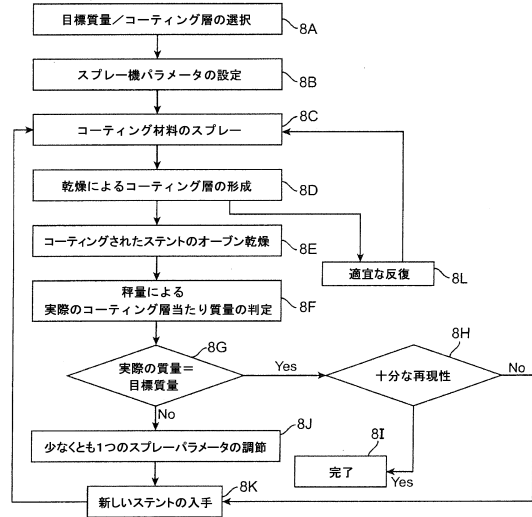 目標質量／コーティング層の選択
8A
スプレー機パラメータの設定
8B
コーティング材料のスプレー
8C
乾燥によるコーティング層の形成
8D
コーティングされたステントのオーブン乾燥
8E
適宜な反復
8L
秤量による
実際のコーティング層当たり質量の判定
8F
実際の質量＝
目標質量
8G
Yes
十分な再現性
8H
No
No
少なくとも1つのスプレーパラメータの調節
8J
完了
8I
Yes
新しいステントの入手
8K